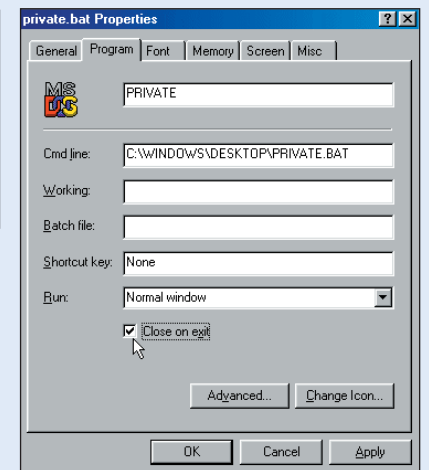 private.bat Properties
General Program Font Memory Screen Misc
MS DOS
PRIVATE
Cmd line: C:\WINDOWS\DESKTOP\PRIVATE.BAT
Working:
Batch file:
Shortcut key: None
Run: Normal window
Close on exit
Advanced... Change Icon...
OK Cancel Apply